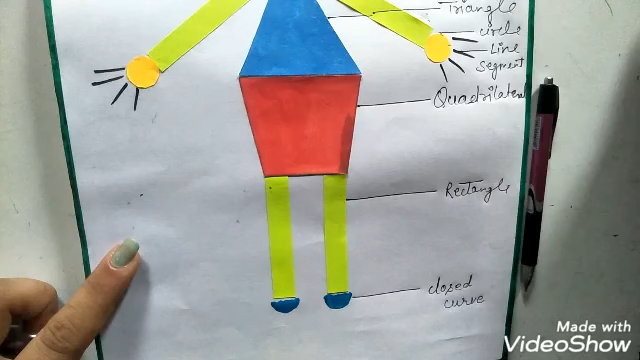 Triangle
circle
Line
segment
Quadrilateral
Rectangle
closed
curve
Made with
VideoShow